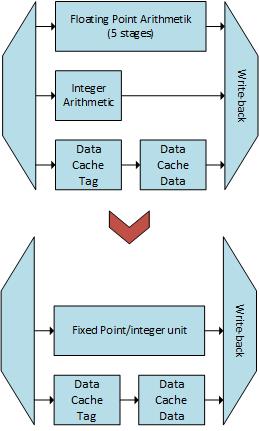 Floating Point Arithmetik
(5 stages)
Integer
Arithmetic
Write-back
Data
Cache
Tag
Data
Cache
Data
Fixed Point/integer unit
Write-back
Data
Cache
Tag
Data
Cache
Data